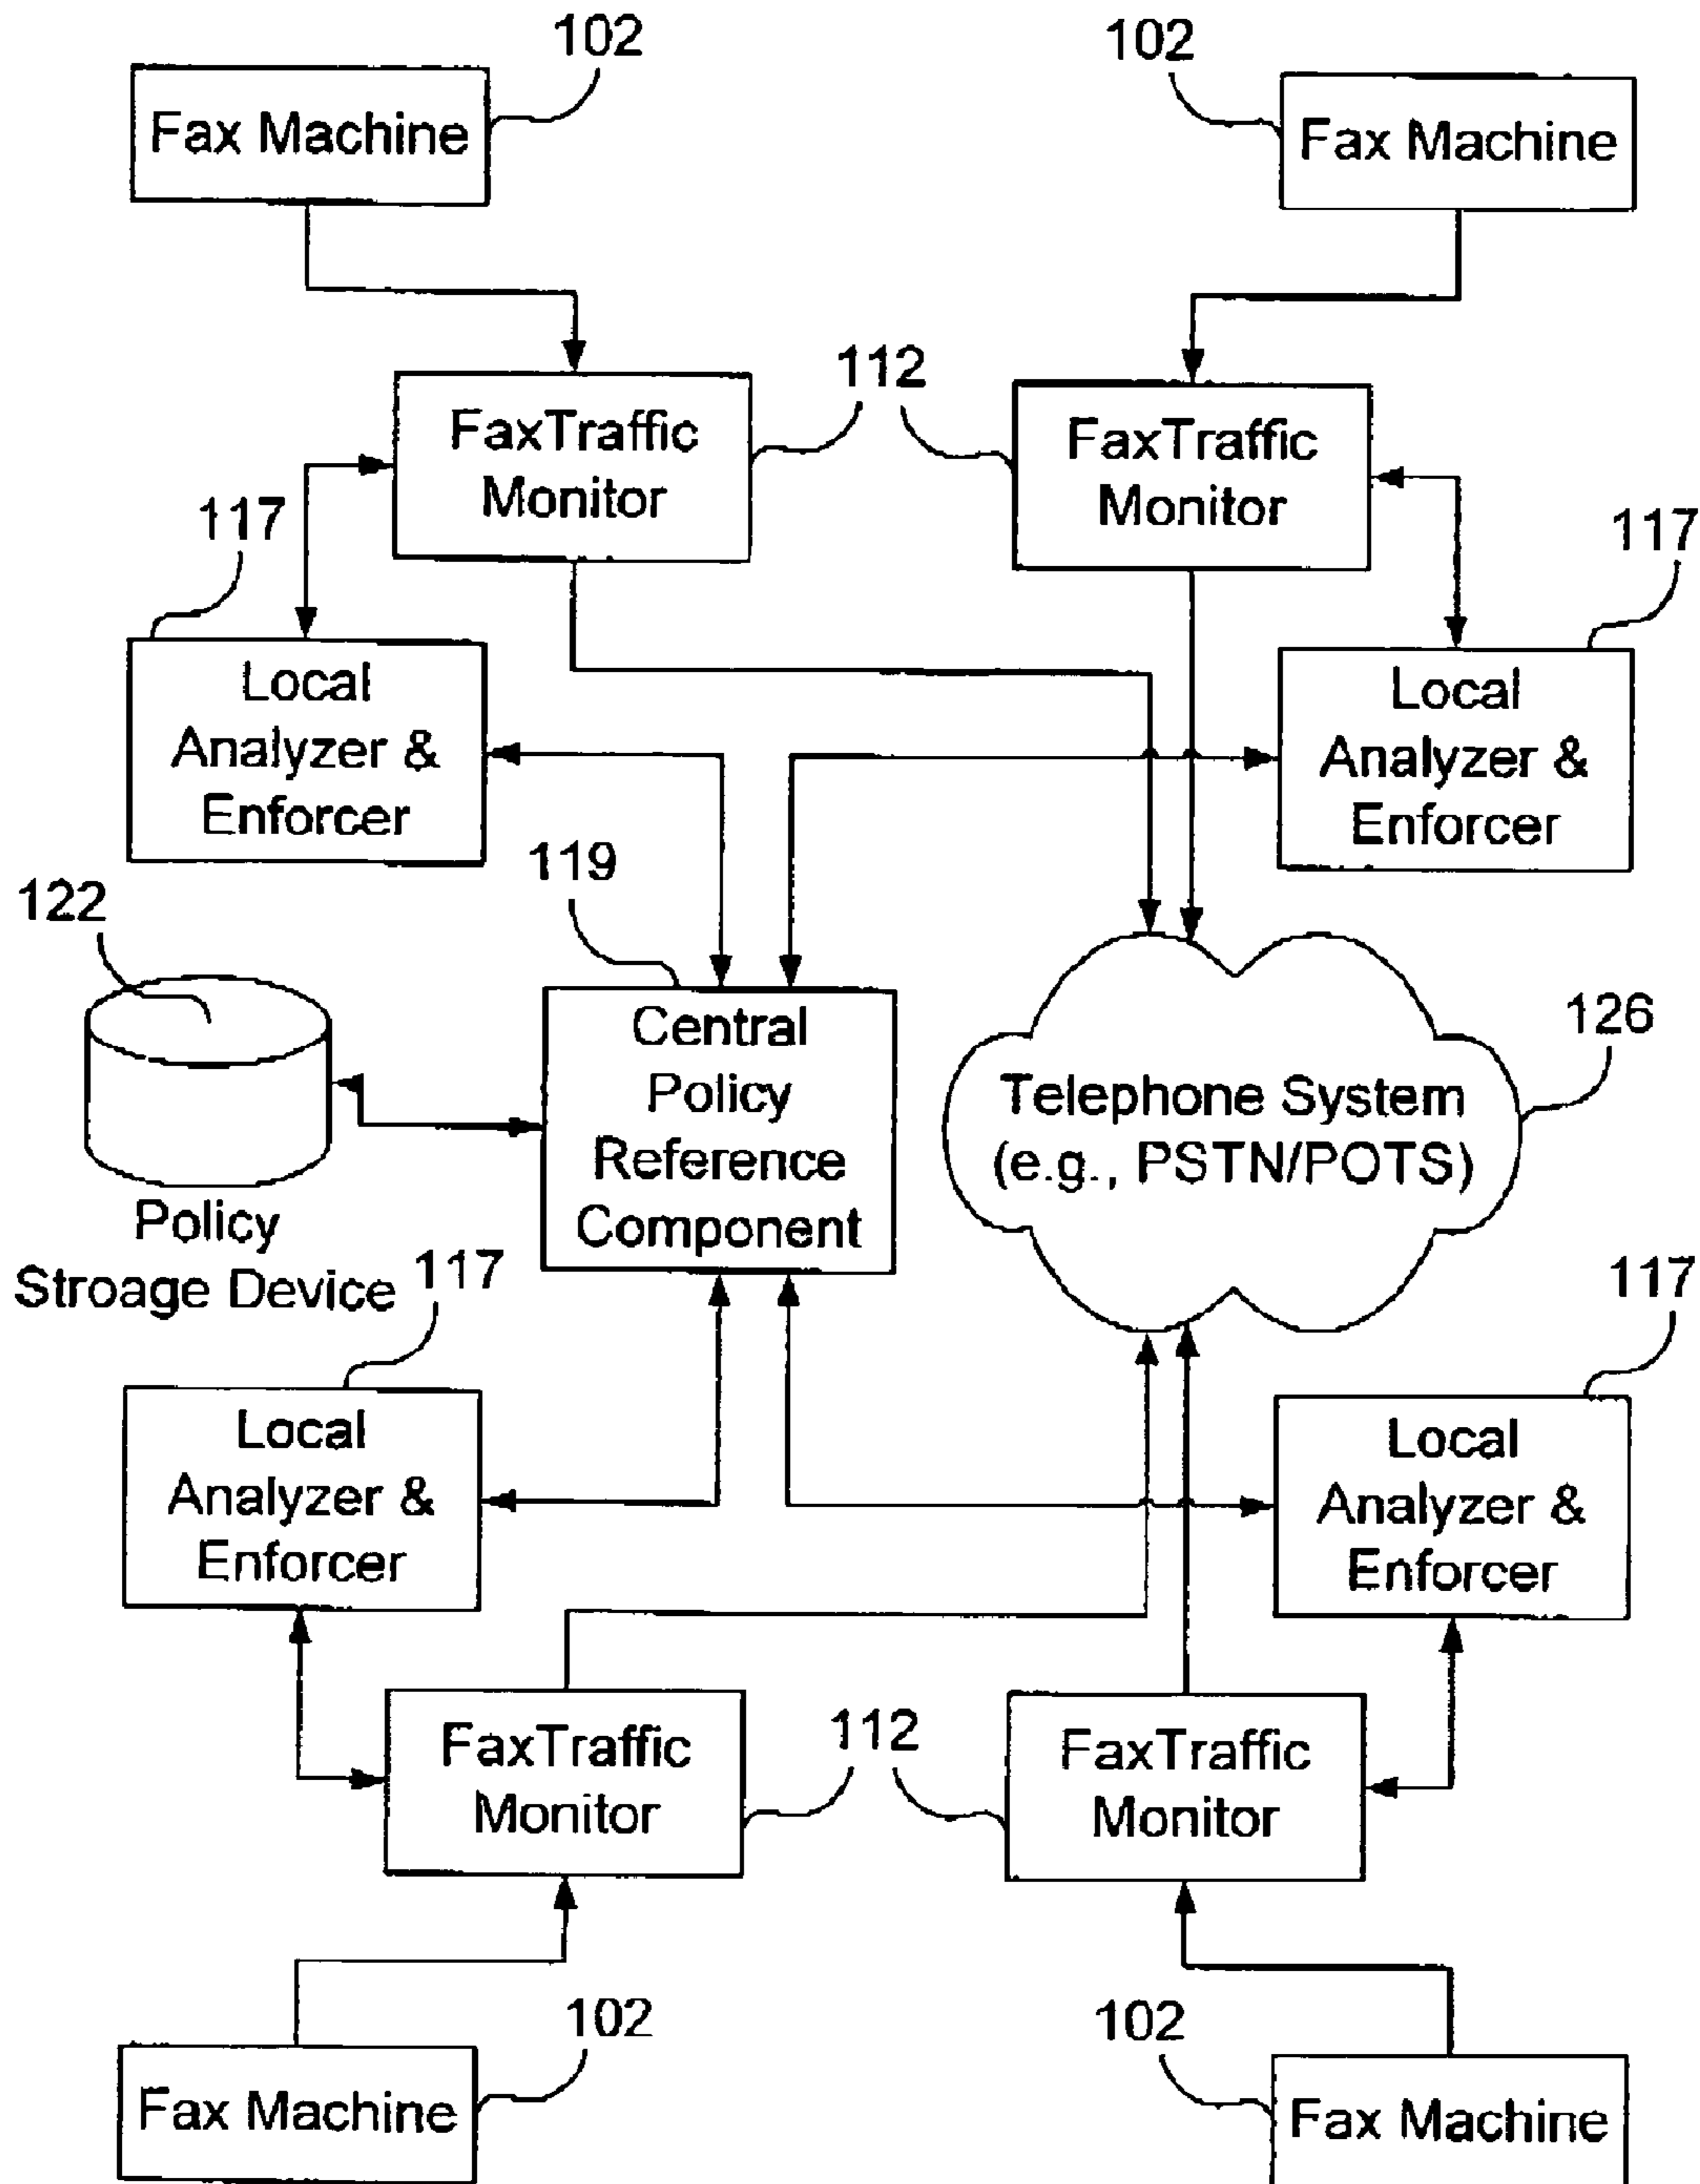 102
102
Fax Machine
Fax Machine
112
FaxTraffic
Monitor
FaxTraffic
Monitor
117
117
Local
Analyzer &
Enforcer
Local
Analyzer &
Enforcer
119
122
Central
Policy
Reference
Component
126
Telephone System
(e.g., PSTN/POTS)
Policy
Stroage Device
117
117
Local
Analyzer &
Enforcer
Local
Analyzer &
Enforcer
112
FaxTraffic
Monitor
FaxTraffic
Monitor
102
102
Fax Machine
Fax Machine